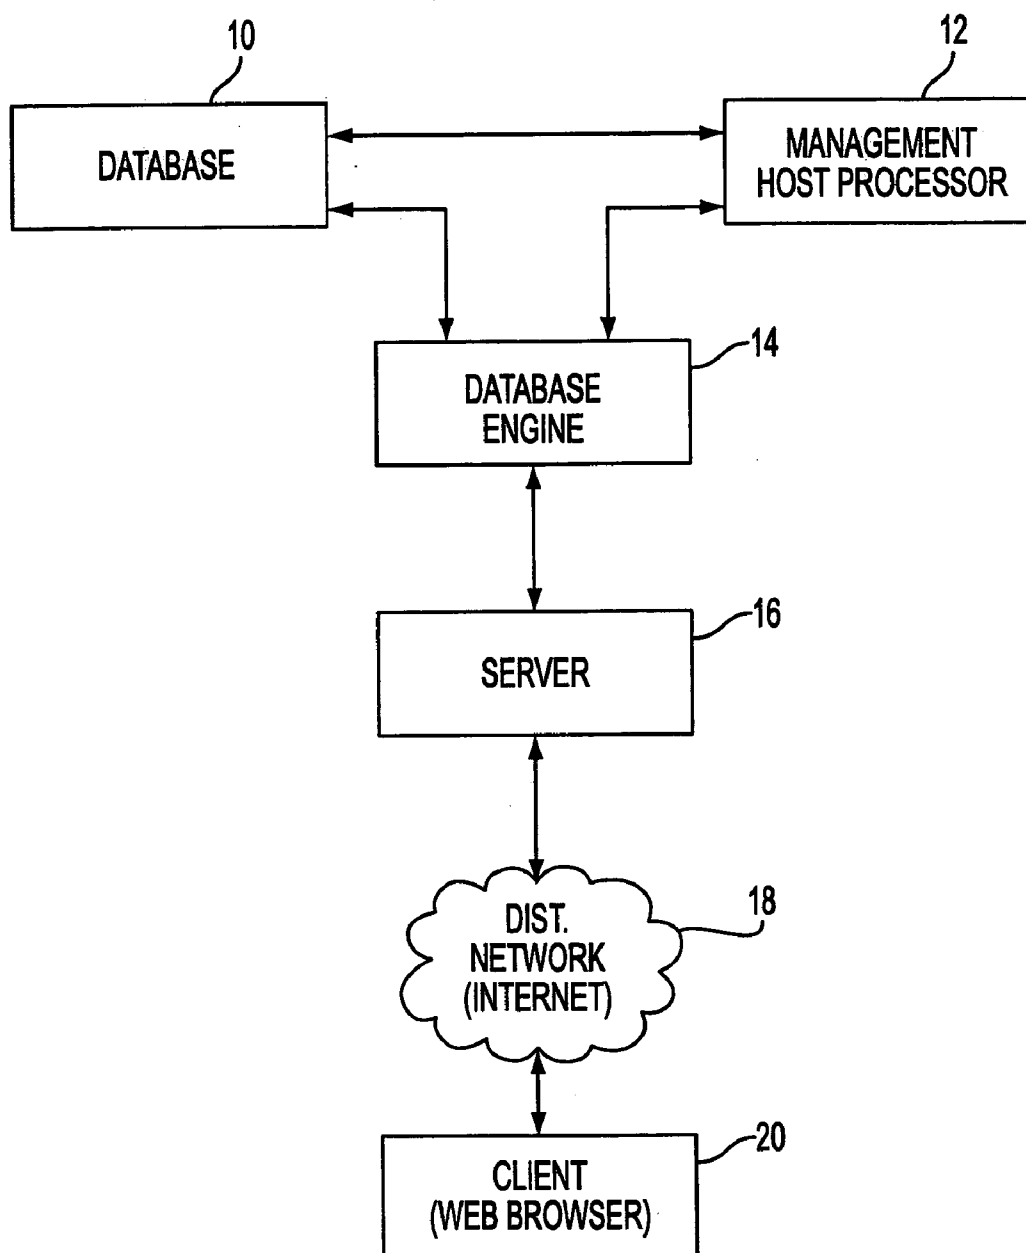 10
12
DATABASE
MANAGEMENT
HOST PROCESSOR
14
DATABASE
ENGINE
16
SERVER
18
DIST.
NETWORK
(INTERNET)
20
CLIENT
(WEB BROWSER)